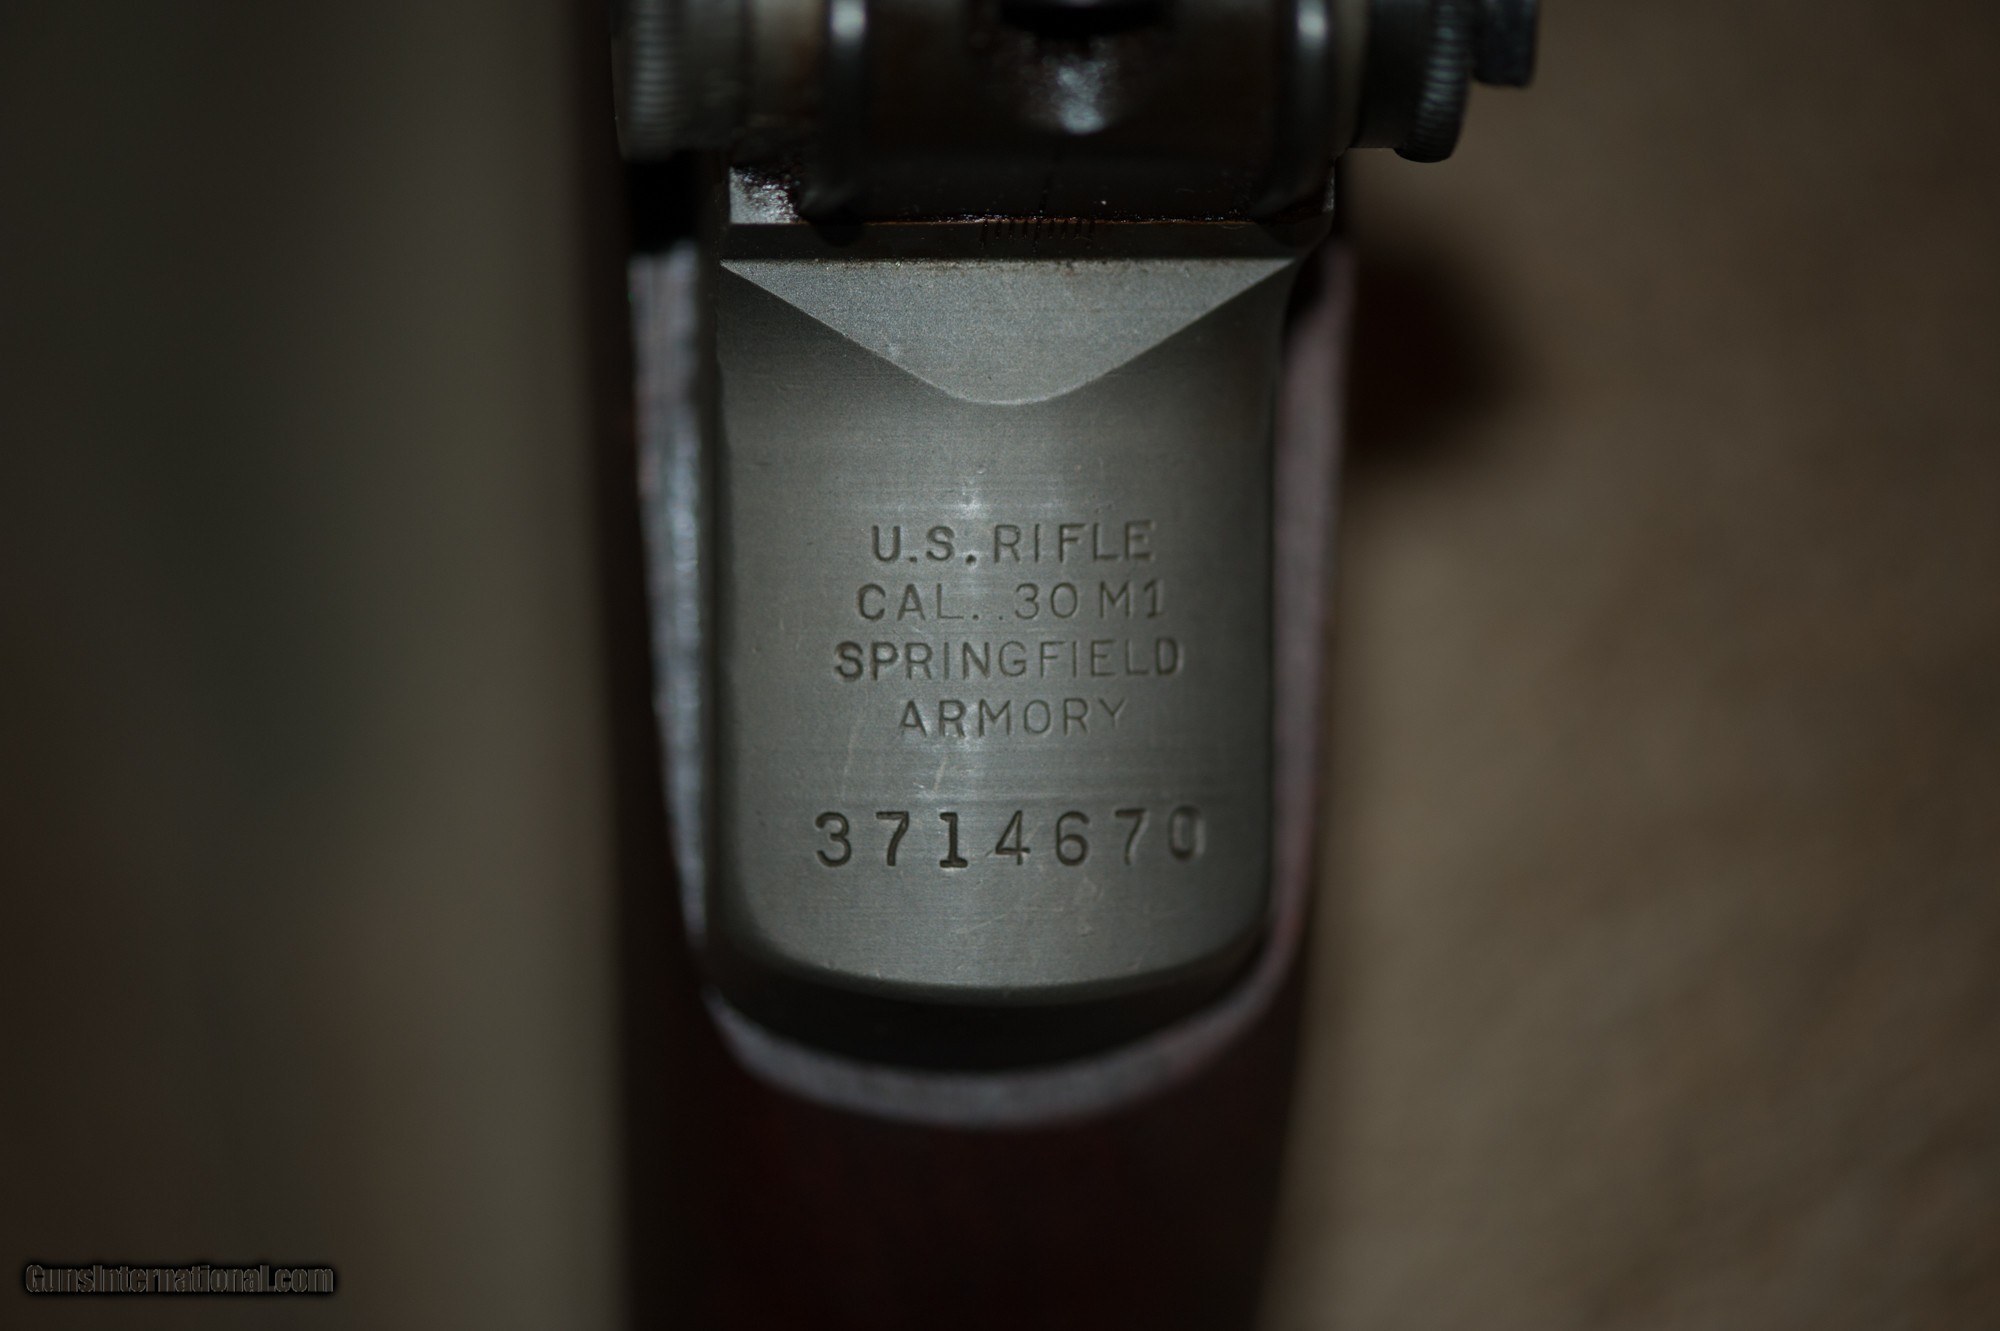 U.S. RIFLE
CAL. .30 M1
SPRINGFIELD
ARMORY
3714670
GunsInternational.com